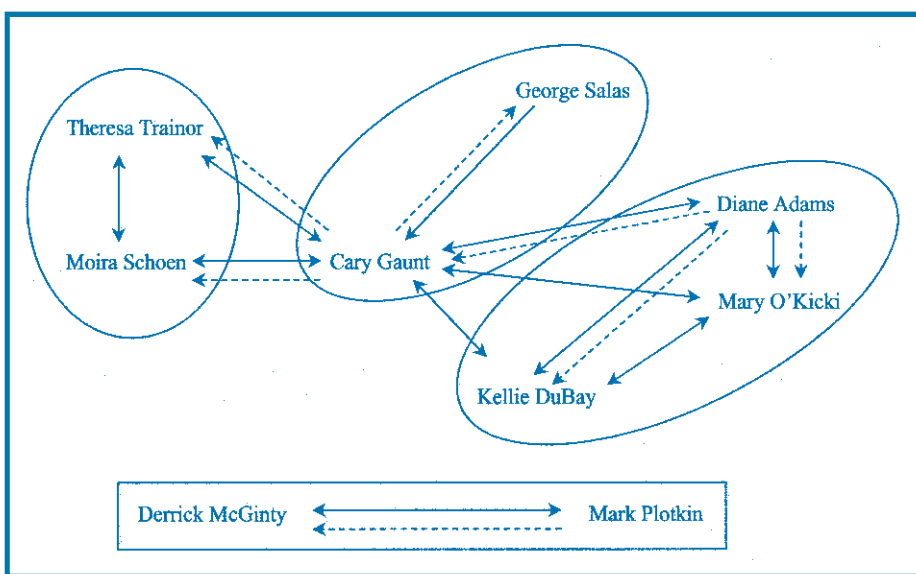 George Salas
Theresa Trainor
Diane Adams
Moira Schoen
Cary Gaunt
Mary O'Kicki
Kellie DuBay
Derrick McGinty
Mark Plotkin